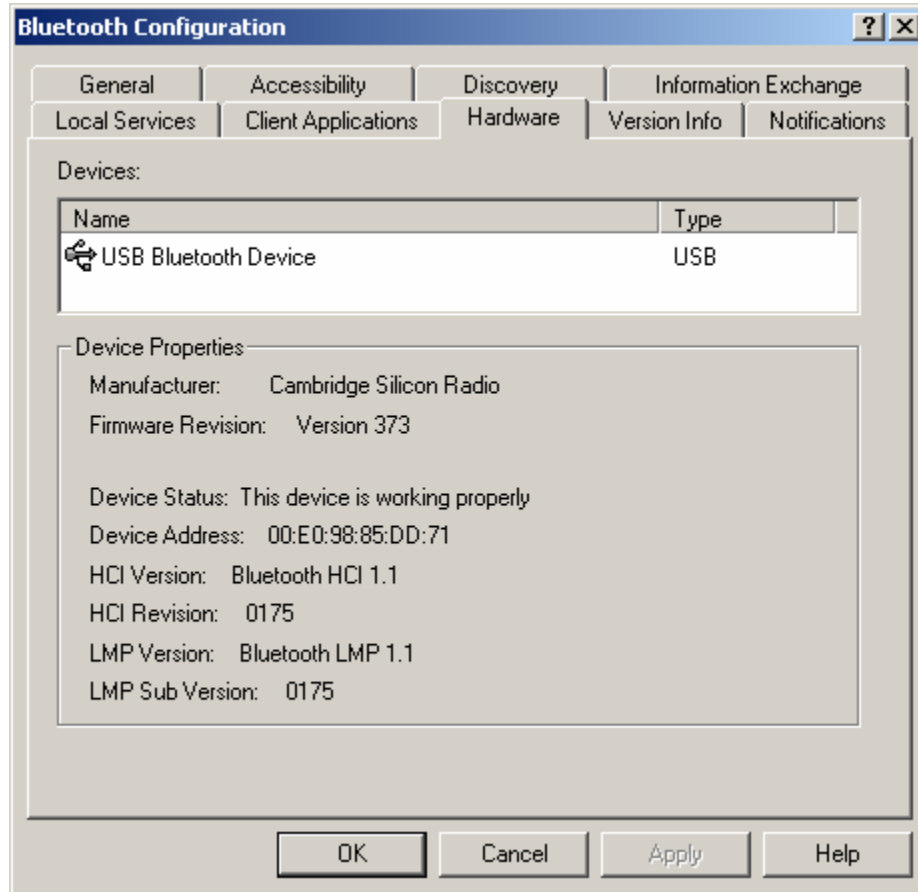 Bluetooth Configuration
General Accessibility Discovery Information Exchange
Local Services Client Applications Hardware Version Info Notifications
Devices:
Name Type
USB Bluetooth Device USB
Device Properties
Manufacturer: Cambridge Silicon Radio
Firmware Revision: Version 373
Device Status: This device is working properly
Device Address: 00:E0:98:85:DD:71
HCI Version: Bluetooth HCI 1.1
HCI Revision: 0175
LMP Version: Bluetooth LMP 1.1
LMP Sub Version: 0175
OK Cancel Apply Help